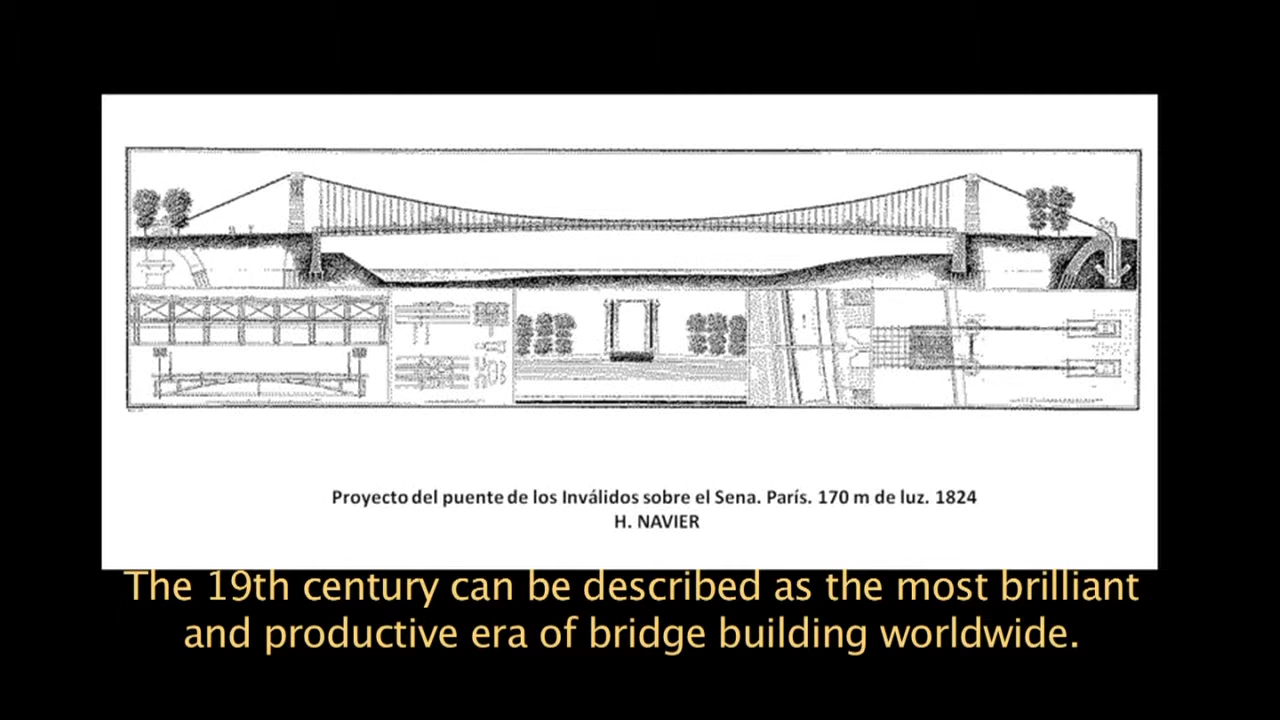 Proyecto del puente de los Inválidos sobre el Sena. París. 170 m de luz. 1824
H. NAVIER
The 19th century can be described as the most brilliant
and productive era of bridge building worldwide.